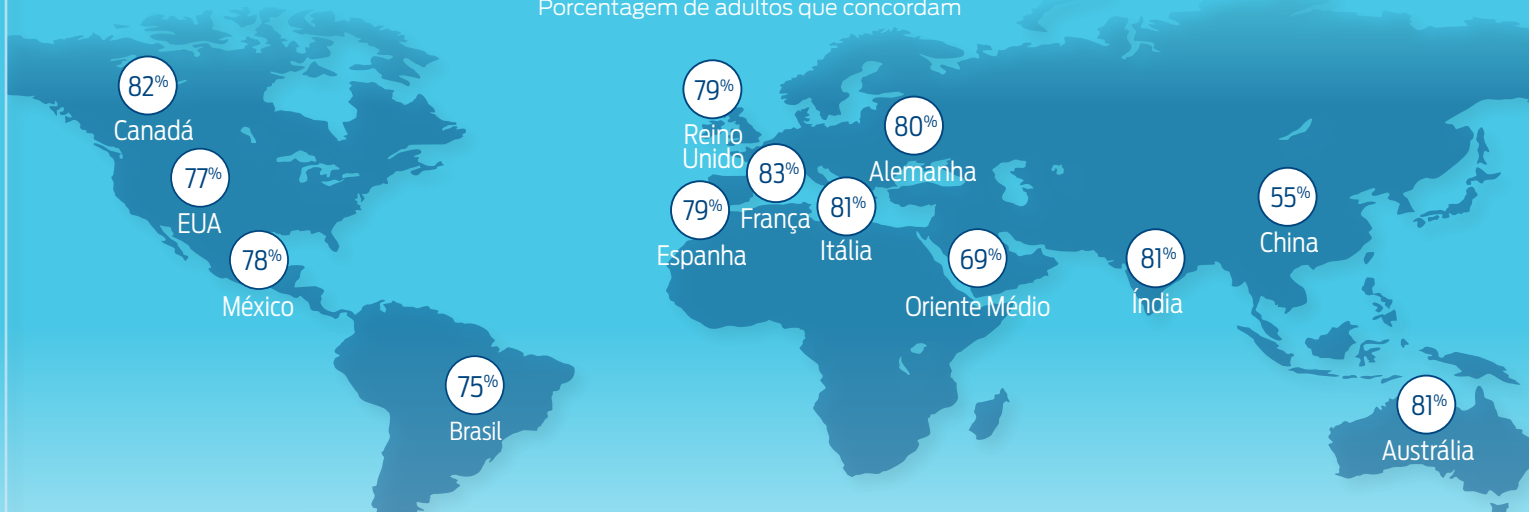 Porcentagem de adultos que concordam
82%
Canadá
77%
EUA
78%
México
75%
Brasil
79%
Reino
Unido
79%
Espanha
83%
França
81%
Itália
80%
Alemanha
69%
Oriente Médio
81%
Índia
55%
China
81%
Austrália